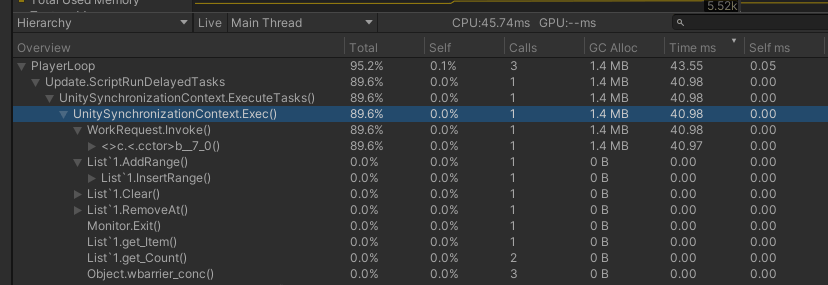 Total Used Memory
5.52k
Hierarchy Live Main Thread CPU:45.74ms GPU:--ms
Overview Total Self Calls GC Alloc Time ms Self ms
PlayerLoop 95.2% 0.1% 3 1.4 MB 43.55 0.05
Update.ScriptRunDelayedTasks 89.6% 0.0% 1 1.4 MB 40.98 0.00
UnitySynchronizationContext.ExecuteTasks() 89.6% 0.0% 1 1.4 MB 40.98 0.00
UnitySynchronizationContext.Exec() 89.6% 0.0% 1 1.4 MB 40.98 0.00
WorkRequest.Invoke() 89.6% 0.0% 1 1.4 MB 40.98 0.00
<>c.<.cctor>b__7_0() 89.6% 0.0% 1 1.4 MB 40.97 0.00
List`1.AddRange() 0.0% 0.0% 1 0 B 0.00 0.00
List`1.InsertRange() 0.0% 0.0% 1 0 B 0.00 0.00
List`1.Clear() 0.0% 0.0% 1 0 B 0.00 0.00
List`1.RemoveAt() 0.0% 0.0% 1 0 B 0.00 0.00
Monitor.Exit() 0.0% 0.0% 1 0 B 0.00 0.00
List`1.get_Item() 0.0% 0.0% 1 0 B 0.00 0.00
List`1.get_Count() 0.0% 0.0% 2 0 B 0.00 0.00
Object.wbarrier_conc() 0.0% 0.0% 3 0 B 0.00 0.00